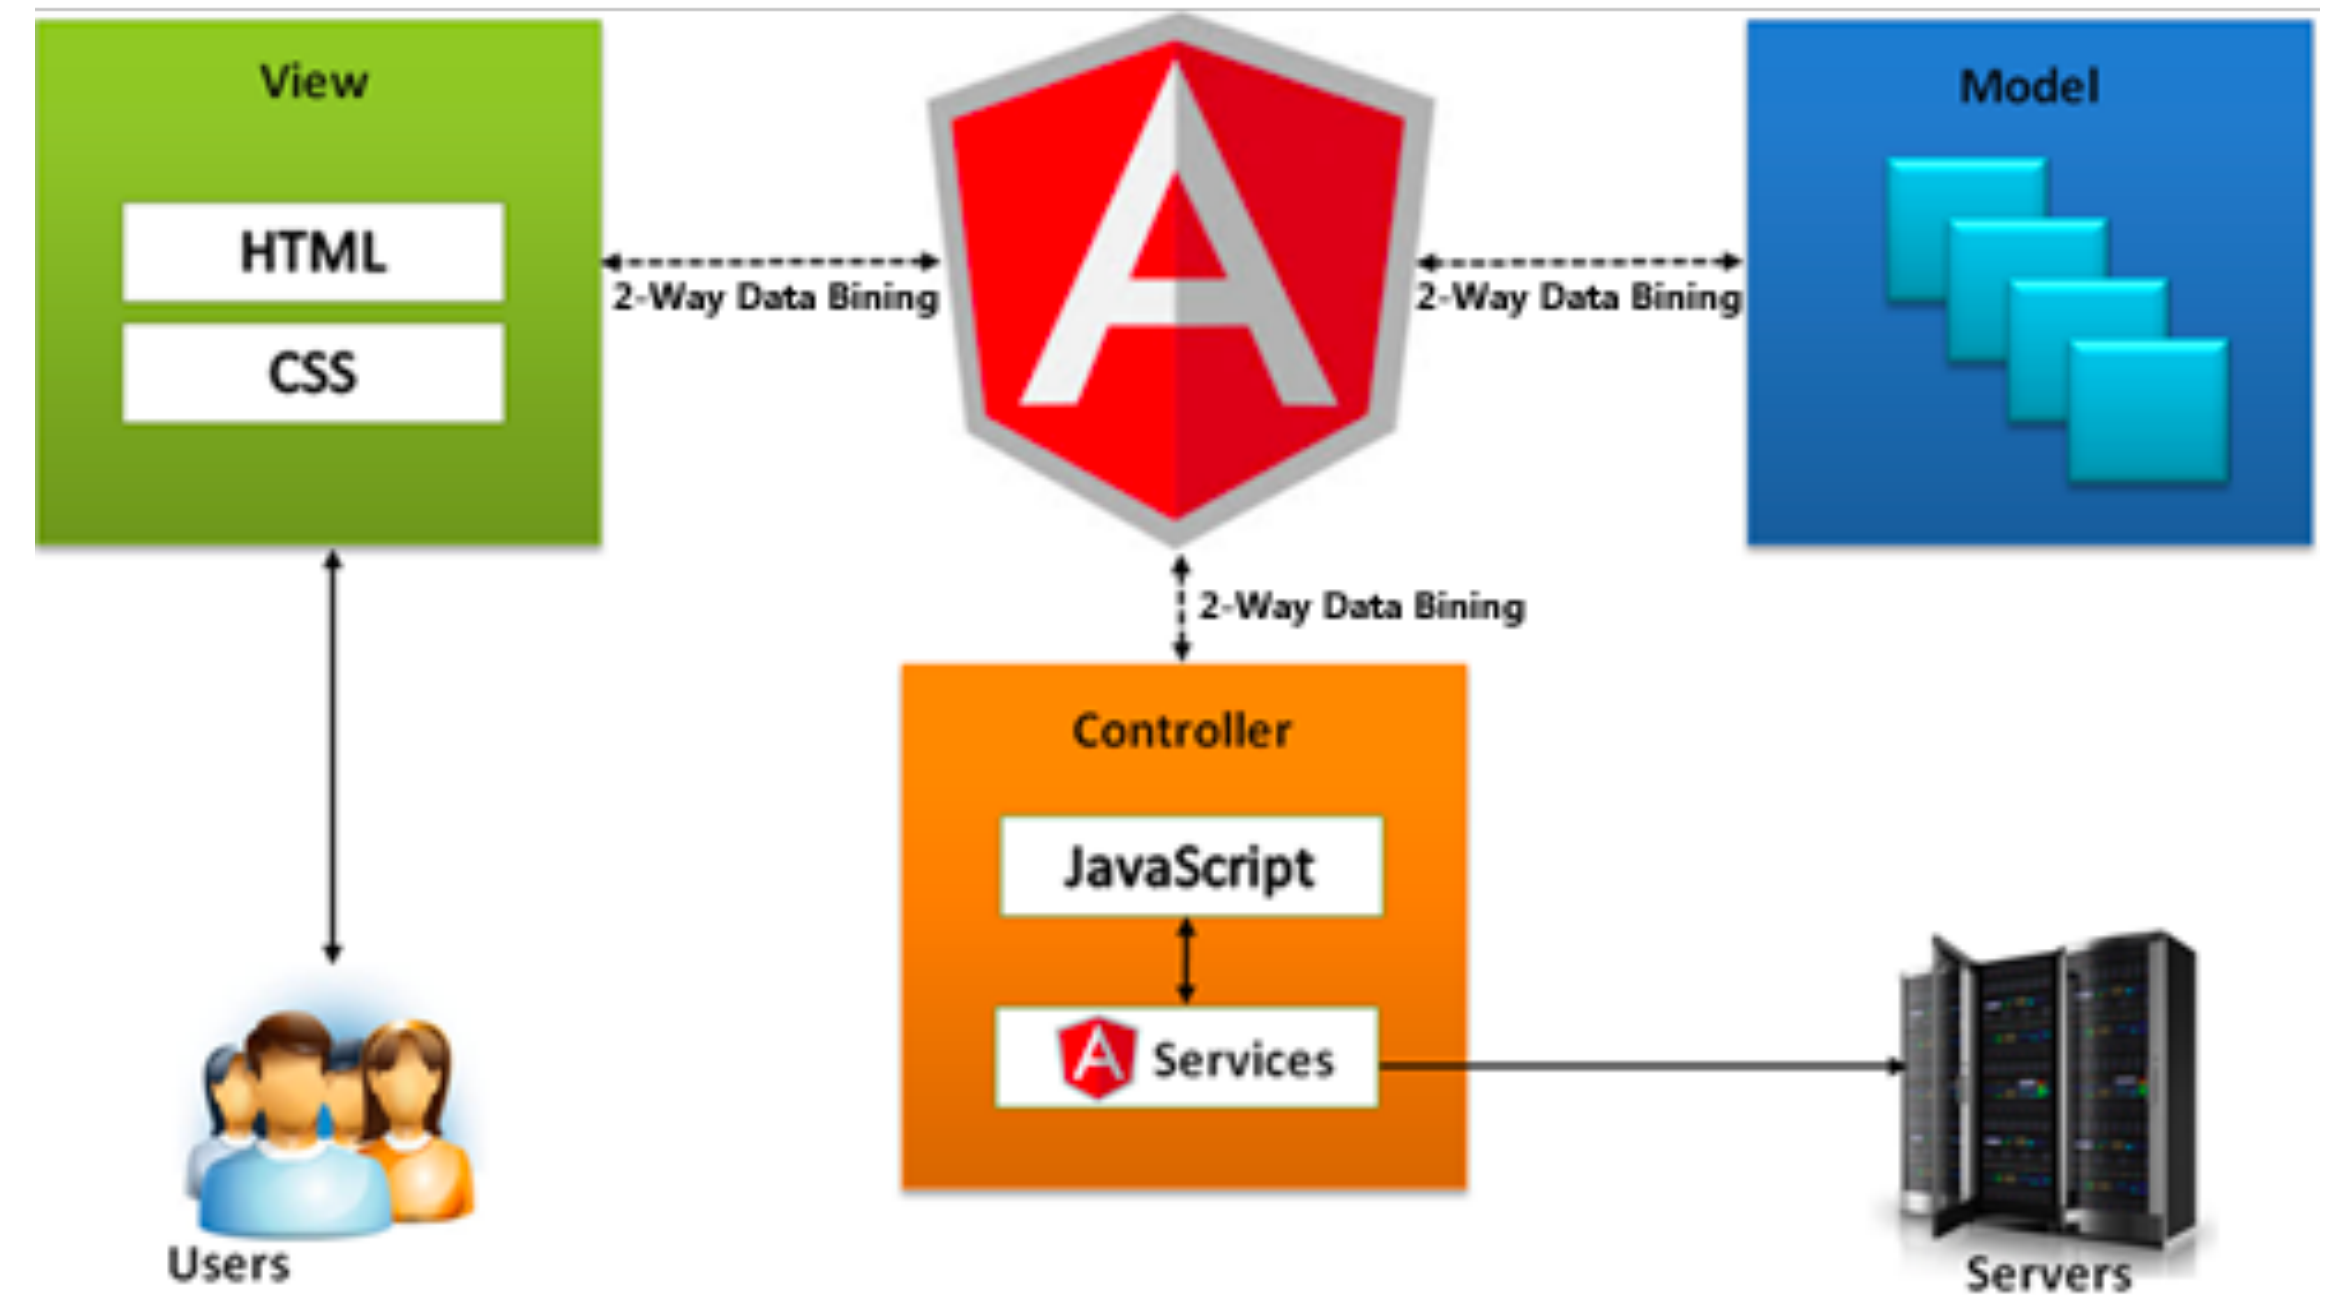 View
Model
HTML
CSS
2-Way Data Bining
2-Way Data Bining
2-Way Data Bining
Controller
JavaScript
Services
Users
Servers